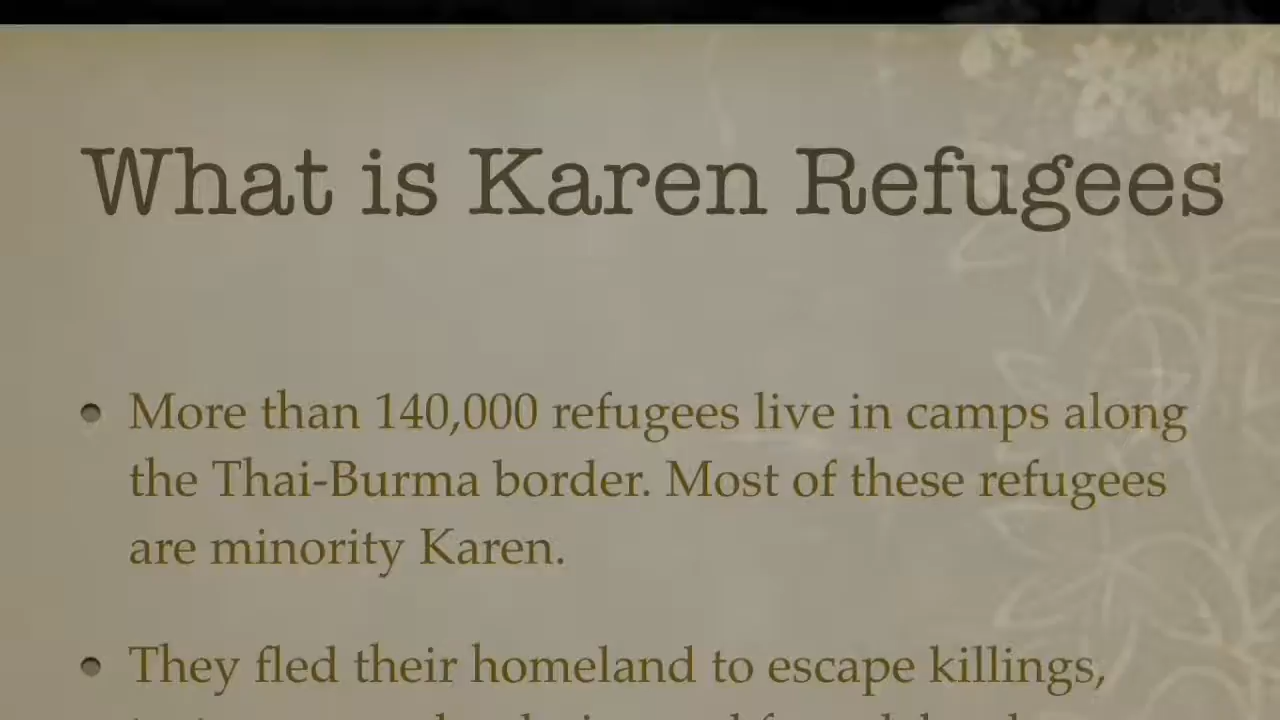 What is Karen Refugees
• More than 140,000 refugees live in camps along
the Thai-Burma border. Most of these refugees
are minority Karen.
• They fled their homeland to escape killings,